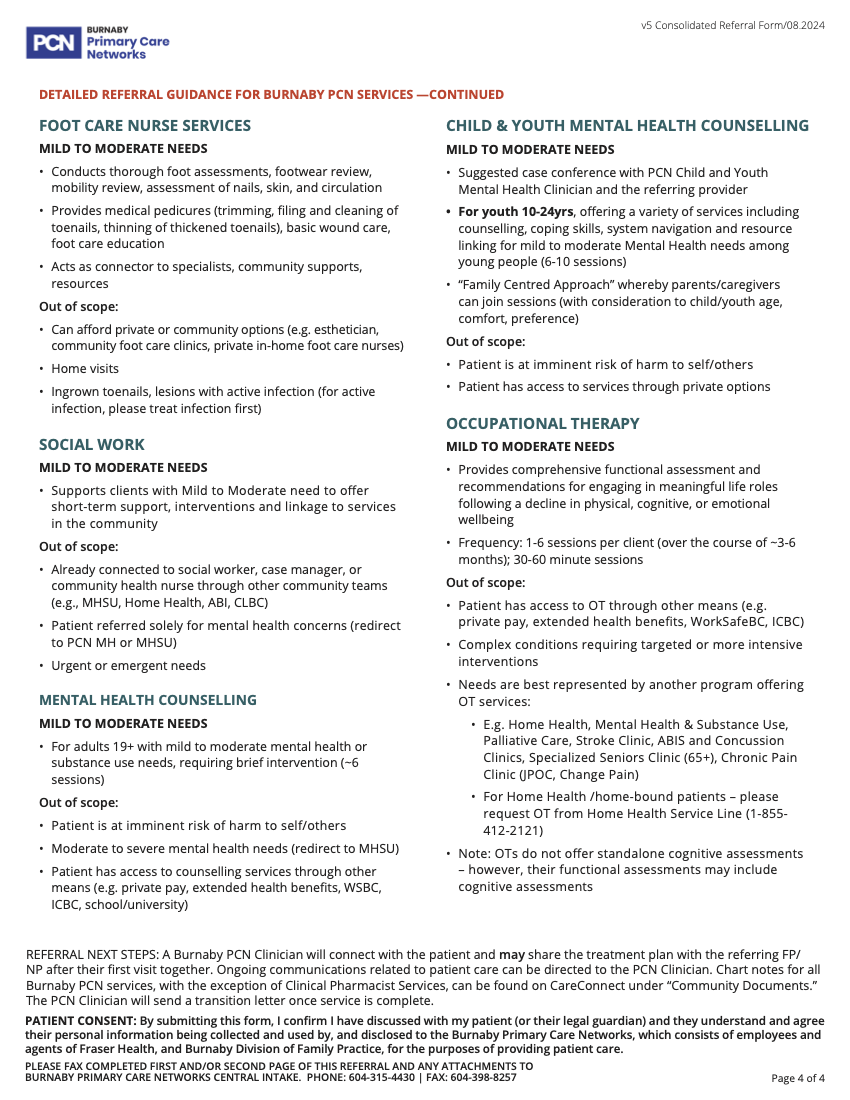 PCN
BURNABY
Primary Care
Networks
v5 Consolidated Referral Form/08.2024
DETAILED REFERRAL GUIDANCE FOR BURNABY PCN SERVICES —CONTINUED
FOOT CARE NURSE SERVICES
MILD TO MODERATE NEEDS
• Conducts thorough foot assessments, footwear review,
mobility review, assessment of nails, skin, and circulation
• Provides medical pedicures (trimming, filing and cleaning of
toenails, thinning of thickened toenails), basic wound care,
foot care education
• Acts as connector to specialists, community supports,
resources
Out of scope:
• Can afford private or community options (e.g. esthetician,
community foot care clinics, private in-home foot care nurses)
• Home visits
• Ingrown toenails, lesions with active infection (for active
infection, please treat infection first)
SOCIAL WORK
MILD TO MODERATE NEEDS
• Supports clients with Mild to Moderate need to offer
short-term support, interventions and linkage to services
in the community
Out of scope:
• Already connected to social worker, case manager, or
community health nurse through other community teams
(e.g., MHSU, Home Health, ABI, CLBC)
• Patient referred solely for mental health concerns (redirect
to PCN MH or MHSU)
• Urgent or emergent needs
MENTAL HEALTH COUNSELLING
MILD TO MODERATE NEEDS
• For adults 19+ with mild to moderate mental health or
substance use needs, requiring brief intervention (~6
sessions)
Out of scope:
• Patient is at imminent risk of harm to self/others
• Moderate to severe mental health needs (redirect to MHSU)
• Patient has access to counselling services through other
means (e.g. private pay, extended health benefits, WSBC,
ICBC, school/university)
CHILD & YOUTH MENTAL HEALTH COUNSELLING
MILD TO MODERATE NEEDS
• Suggested case conference with PCN Child and Youth
Mental Health Clinician and the referring provider
• For youth 10-24yrs, offering a variety of services including
counselling, coping skills, system navigation and resource
linking for mild to moderate Mental Health needs among
young people (6-10 sessions)
• “Family Centred Approach” whereby parents/caregivers
can join sessions (with consideration to child/youth age,
comfort, preference)
Out of scope:
• Patient is at imminent risk of harm to self/others
• Patient has access to services through private options
OCCUPATIONAL THERAPY
MILD TO MODERATE NEEDS
• Provides comprehensive functional assessment and
recommendations for engaging in meaningful life roles
following a decline in physical, cognitive, or emotional
wellbeing
• Frequency: 1-6 sessions per client (over the course of ~3-6
months); 30-60 minute sessions
Out of scope:
• Patient has access to OT through other means (e.g.
private pay, extended health benefits, WorkSafeBC, ICBC)
• Complex conditions requiring targeted or more intensive
interventions
• Needs are best represented by another program offering
OT services:
• E.g. Home Health, Mental Health & Substance Use,
Palliative Care, Stroke Clinic, ABIS and Concussion
Clinics, Specialized Seniors Clinic (65+), Chronic Pain
Clinic (JPOC, Change Pain)
• For Home Health /home-bound patients – please
request OT from Home Health Service Line (1-855-
412-2121)
• Note: OTs do not offer standalone cognitive assessments
– however, their functional assessments may include
cognitive assessments
REFERRAL NEXT STEPS: A Burnaby PCN Clinician will connect with the patient and may share the treatment plan with the referring FP/
NP after their first visit together. Ongoing communications related to patient care can be directed to the PCN Clinician. Chart notes for all
Burnaby PCN services, with the exception of Clinical Pharmacist Services, can be found on CareConnect under “Community Documents.”
The PCN Clinician will send a transition letter once service is complete.
PATIENT CONSENT: By submitting this form, I confirm I have discussed with my patient (or their legal guardian) and they understand and agree
their personal information being collected and used by, and disclosed to the Burnaby Primary Care Networks, which consists of employees and
agents of Fraser Health, and Burnaby Division of Family Practice, for the purposes of providing patient care.
PLEASE FAX COMPLETED FIRST AND/OR SECOND PAGE OF THIS REFERRAL AND ANY ATTACHMENTS TO
BURNABY PRIMARY CARE NETWORKS CENTRAL INTAKE. PHONE: 604-315-4430 | FAX: 604-398-8257
Page 4 of 4